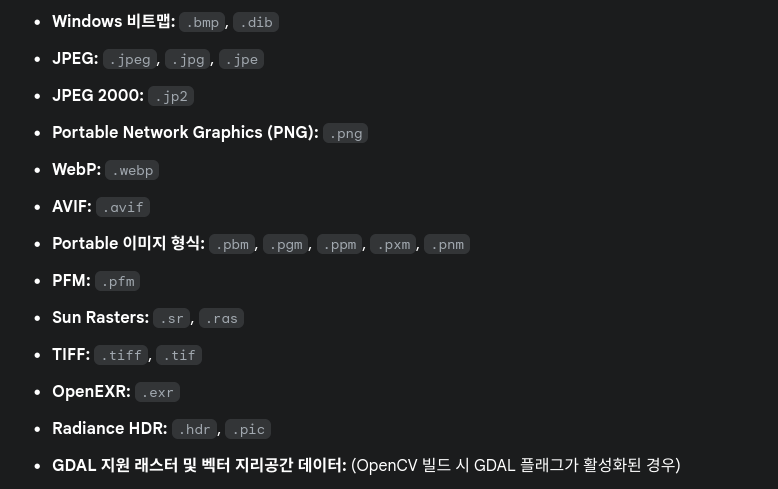 • Windows 비트맵: .bmp, .dib
• JPEG: .jpeg, .jpg, .jpe
• JPEG 2000: .jp2
• Portable Network Graphics (PNG): .png
• WebP: .webp
• AVIF: .avif
• Portable 이미지 형식: .pbm, .pgm, .ppm, .pxm, .pnm
• PFM: .pfm
• Sun Rasters: .sr, .ras
• TIFF: .tiff, .tif
• OpenEXR: .exr
• Radiance HDR: .hdr, .pic
• GDAL 지원 래스터 및 벡터 지리공간 데이터: (OpenCV 빌드 시 GDAL 플래그가 활성화된 경우)